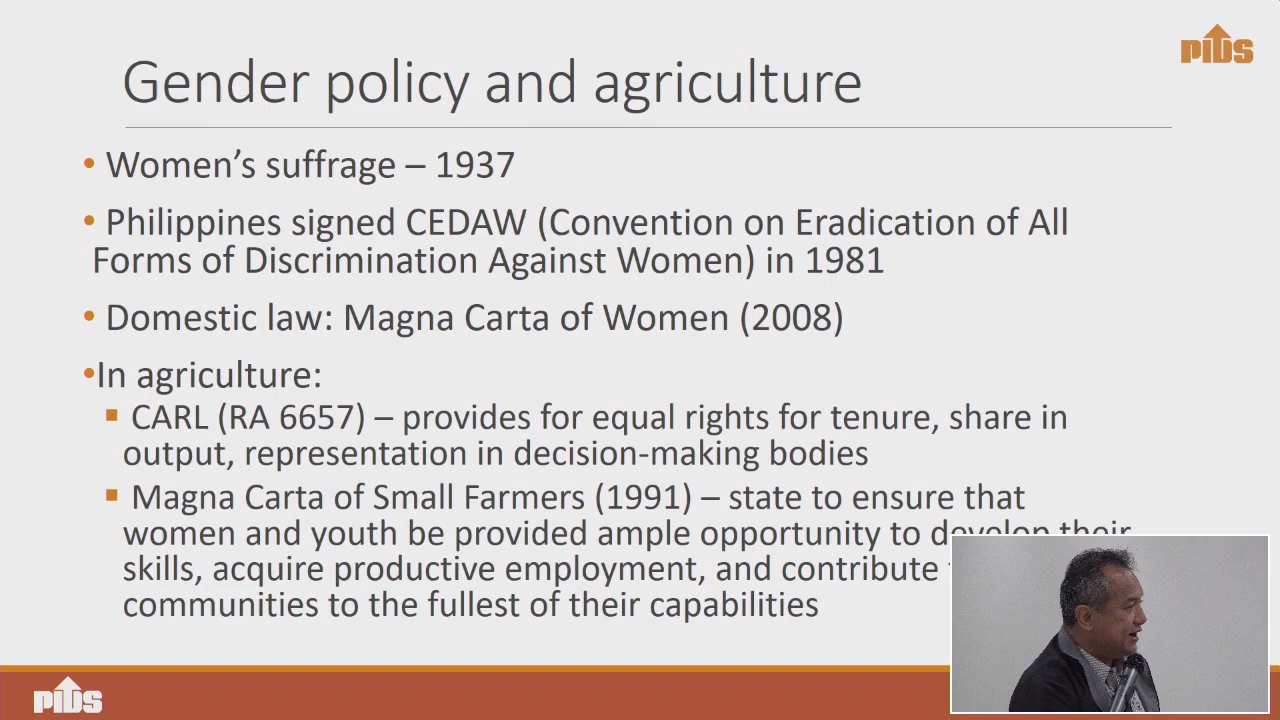 PIDS
Gender policy and agriculture
• Women’s suffrage – 1937
• Philippines signed CEDAW (Convention on Eradication of All
Forms of Discrimination Against Women) in 1981
• Domestic law: Magna Carta of Women (2008)
•In agriculture:
▪ CARL (RA 6657) – provides for equal rights for tenure, share in
output, representation in decision-making bodies
▪ Magna Carta of Small Farmers (1991) – state to ensure that
women and youth be provided ample opportunity to develop their
skills, acquire productive employment, and contribute
communities to the fullest of their capabilities
PIDS